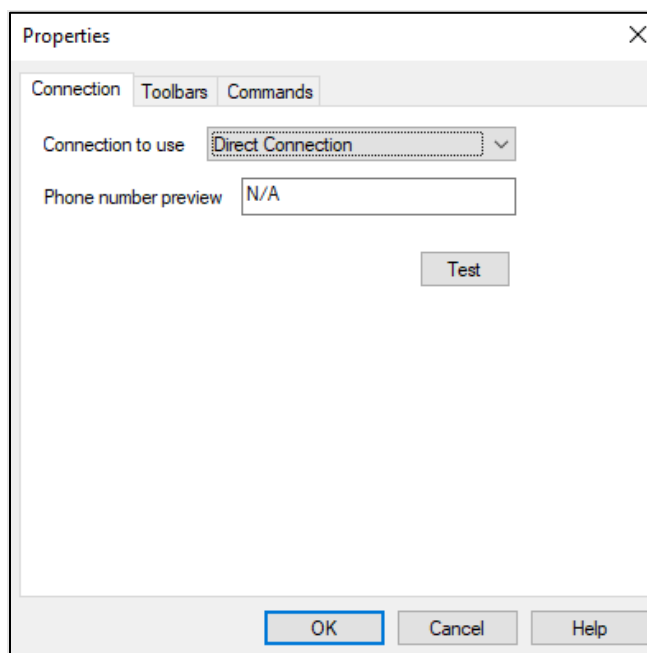 Properties
Connection Toolbars Commands
Connection to use Direct Connection
Phone number preview N/A
Test
OK Cancel Help